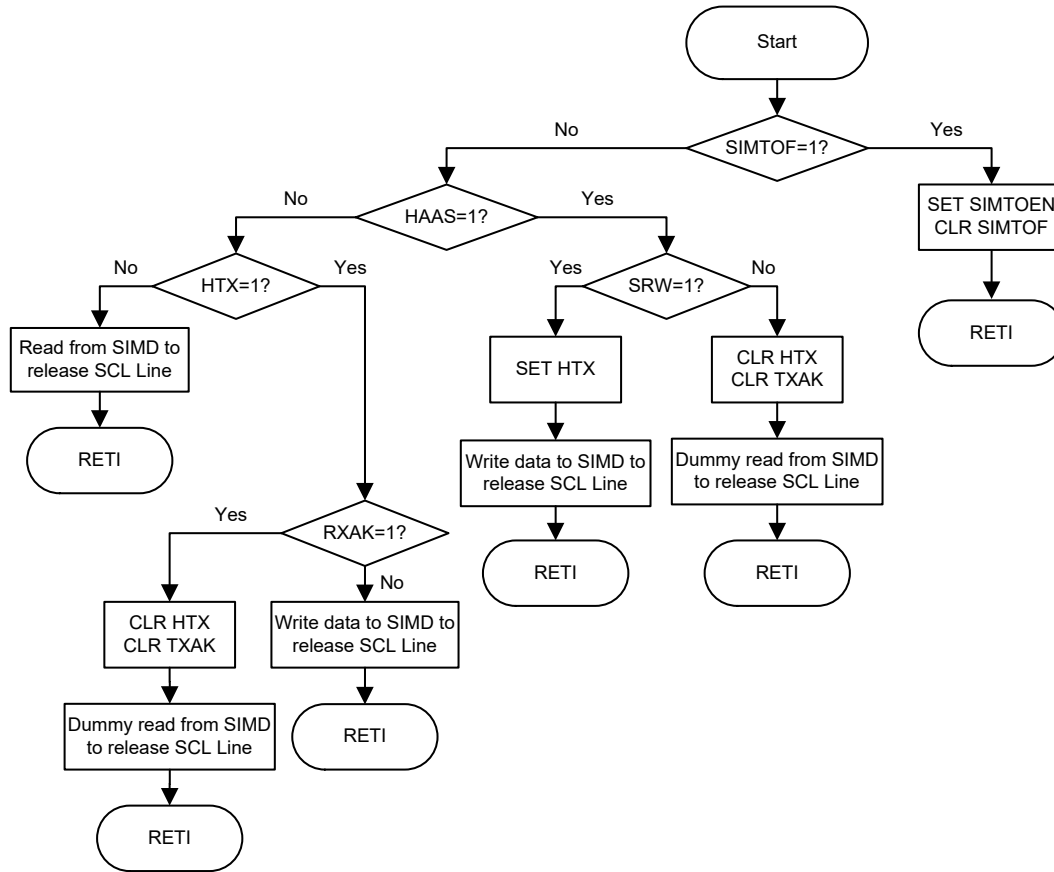 Start
No
Yes
SIMTOF=1?
No
HAAS=1?
Yes
SET SIMTOEN
CLR SIMTOF
No
HTX=1?
Yes
Yes
SRW=1?
No
RETI
Read from SIMD to
release SCL Line
SET HTX
CLR HTX
CLR TXAK
RETI
Write data to SIMD to
release SCL Line
Dummy read from SIMD
to release SCL Line
Yes
RXAK=1?
RETI
RETI
No
CLR HTX
CLR TXAK
Write data to SIMD to
release SCL Line
Dummy read from SIMD
to release SCL Line
RETI
RETI